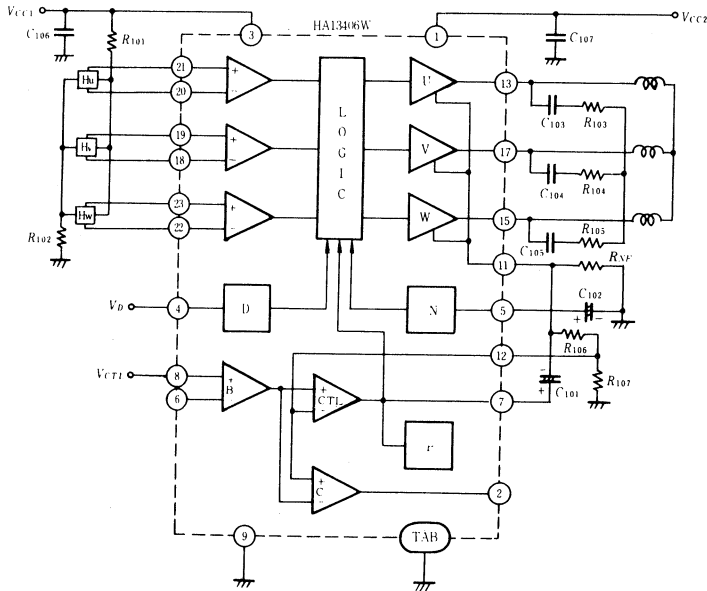 HA13406W
VCC1
3
1
VCC2
C106
R101
C107
21
Hu
20
+
−
U
13
C103
R103
19
Hv
18
+
−
LOGIC
V
17
C104
R104
23
Hw
22
+
−
W
15
R102
C105
R105
11
RNF
VD
4
D
N
5
C102
+ −
12
R106
VCTL
8
6
+
−
B
+
−
CTL
7
−
+
C101
R107
+
−
C
2
9
TAB